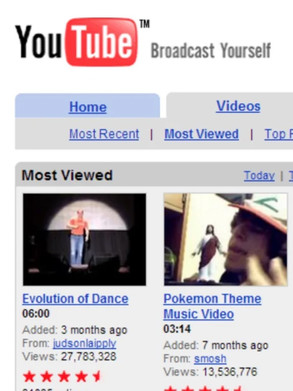 YouTube™ Broadcast Yourself
Home Videos
Most Recent | Most Viewed | Top
Most Viewed Today |
Evolution of Dance
06:00
Added: 3 months ago
From: judsonlaipply
Views: 27,783,328
Pokemon Theme
Music Video
03:14
Added: 7 months ago
From: smosh
Views: 13,536,776